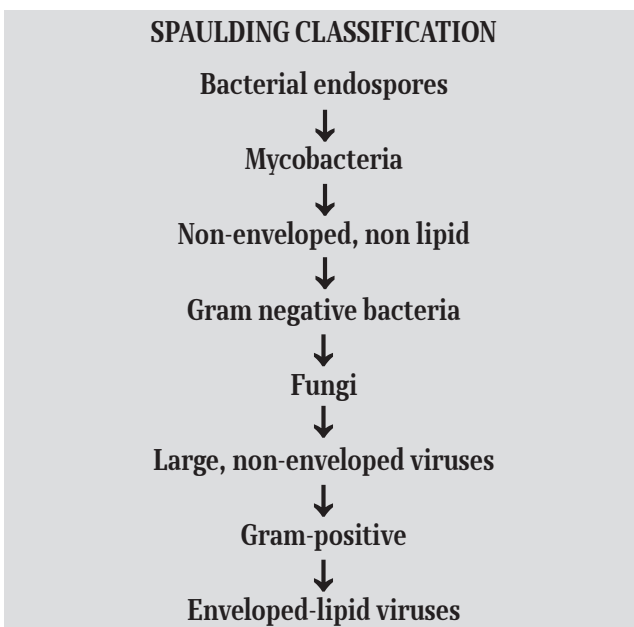 SPAULDING CLASSIFICATION
Bacterial endospores
↓
Mycobacteria
↓
Non-enveloped, non lipid
↓
Gram negative bacteria
↓
Fungi
↓
Large, non-enveloped viruses
↓
Gram-positive
↓
Enveloped-lipid viruses